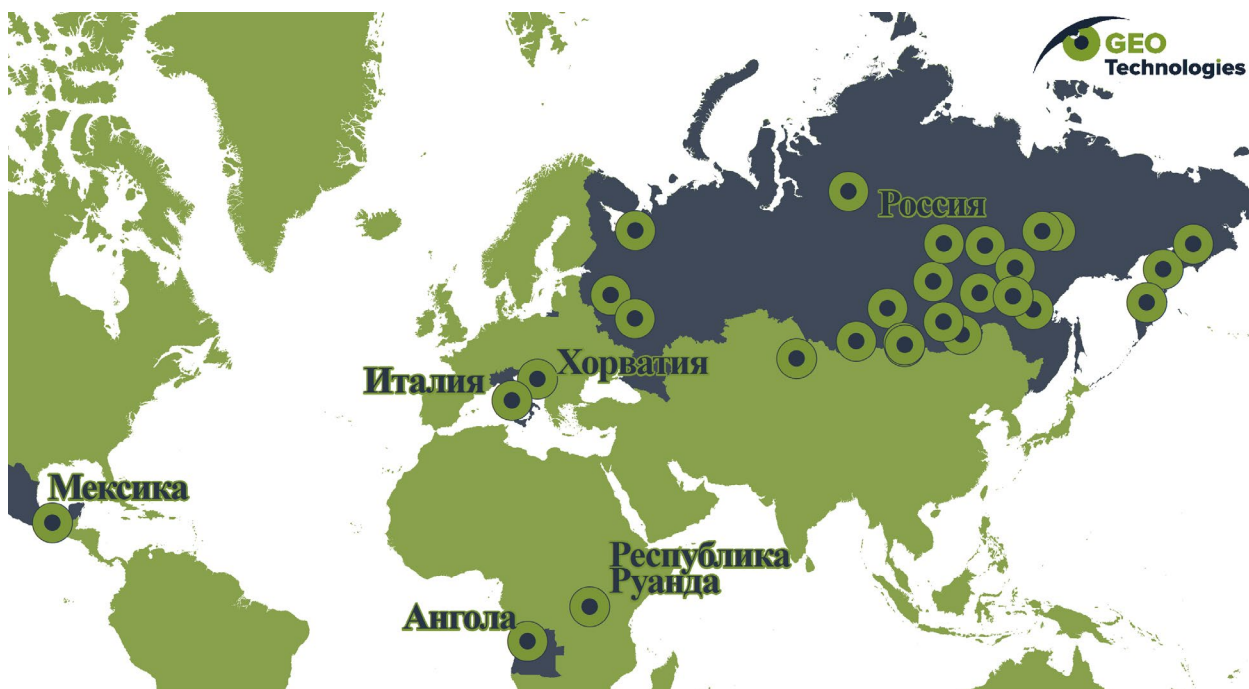 GEO
Technologies
Россия
Хорватия
Италия
Мексика
Республика
Руанда
Ангола